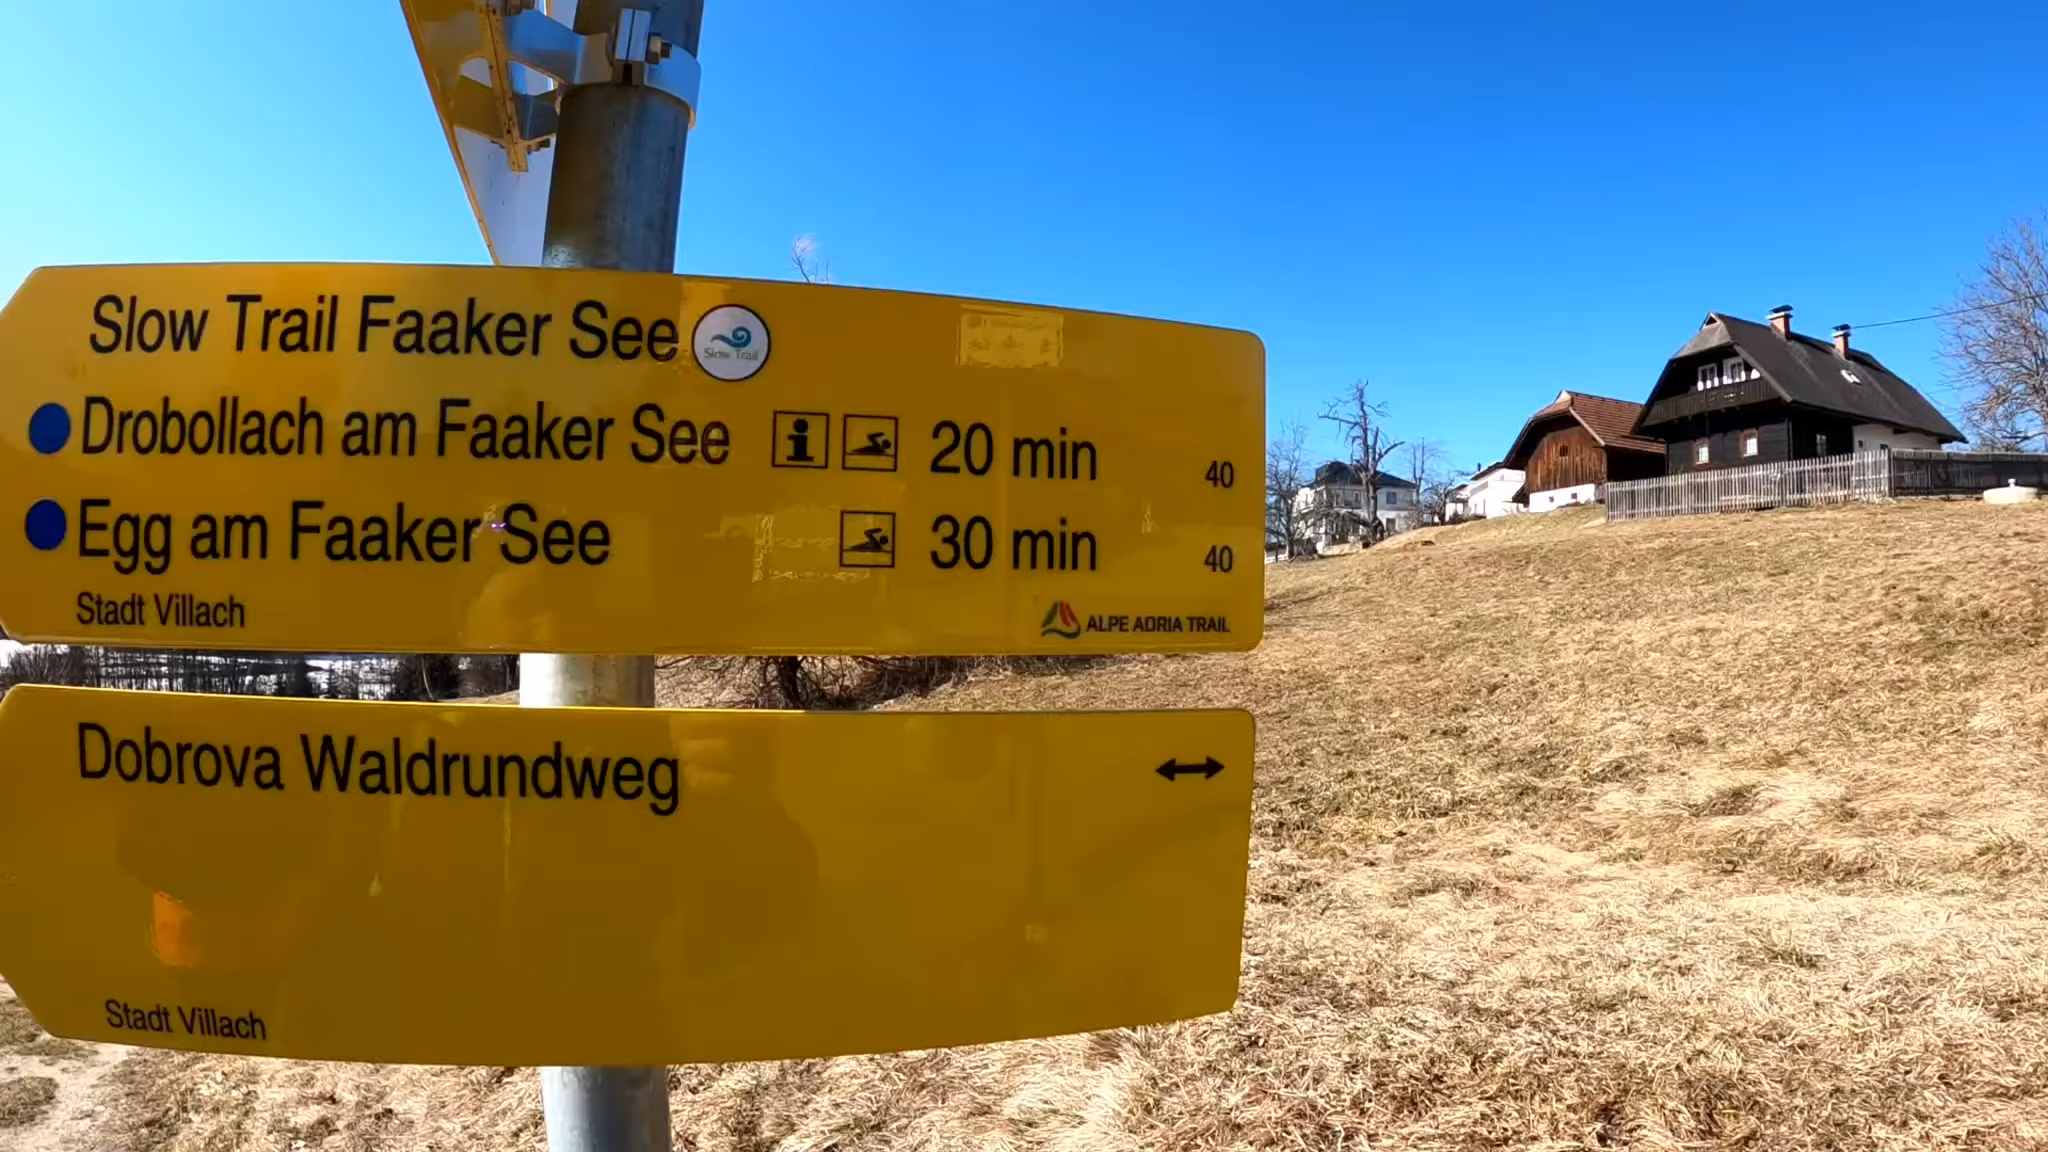 Slow Trail Faaker See Slow Trail
Drobollach am Faaker See i 20 min 40
Egg am Faaker See 30 min 40
Stadt Villach ALPE ADRIA TRAIL
Dobrova Waldrundweg
Stadt Villach